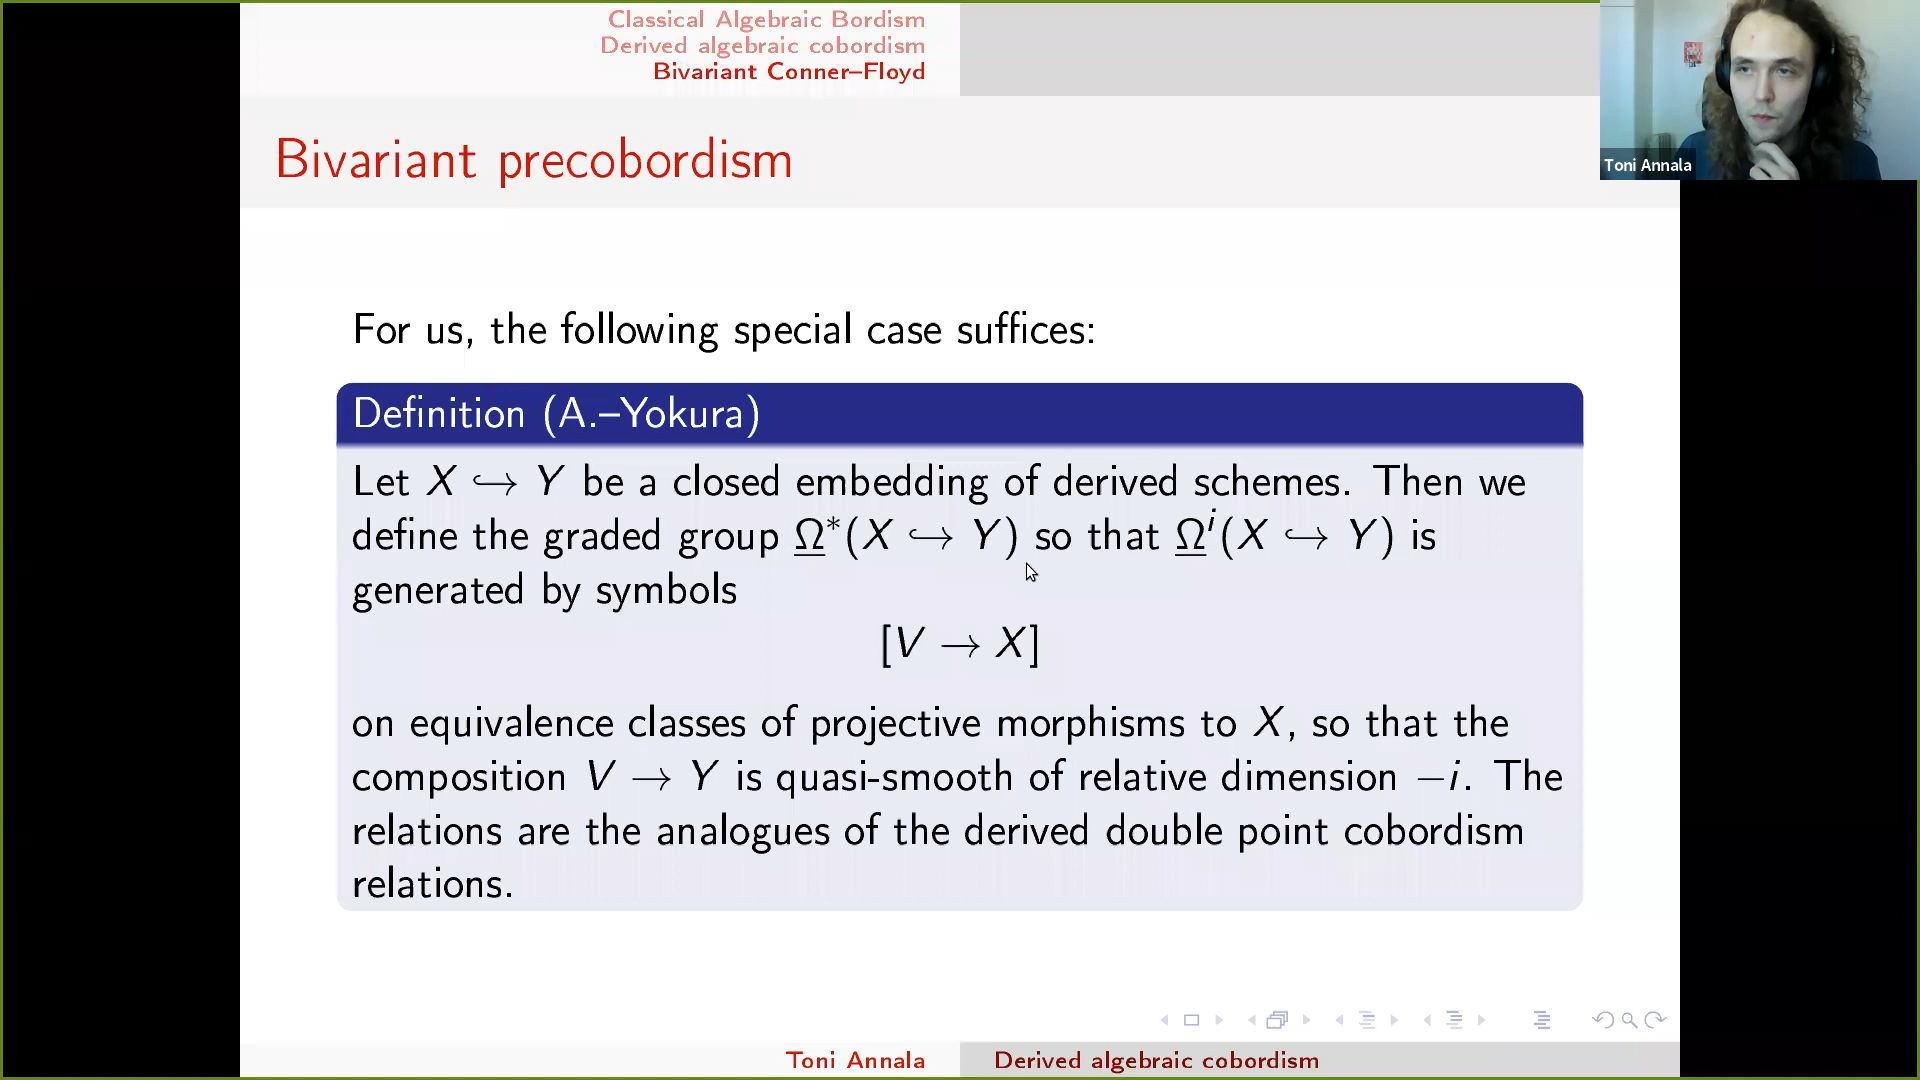 Classical Algebraic Bordism
Derived algebraic cobordism
Bivariant Conner–Floyd
Bivariant precobordism
Toni Annala
For us, the following special case suffices:
Definition (A.–Yokura)
Let X ↪ Y be a closed embedding of derived schemes. Then we
define the graded group Ω̲*(X ↪ Y) so that Ω̲ⁱ(X ↪ Y) is
generated by symbols
[V → X]
on equivalence classes of projective morphisms to X, so that the
composition V → Y is quasi-smooth of relative dimension −i. The
relations are the analogues of the derived double point cobordism
relations.
Toni Annala
Derived algebraic cobordism